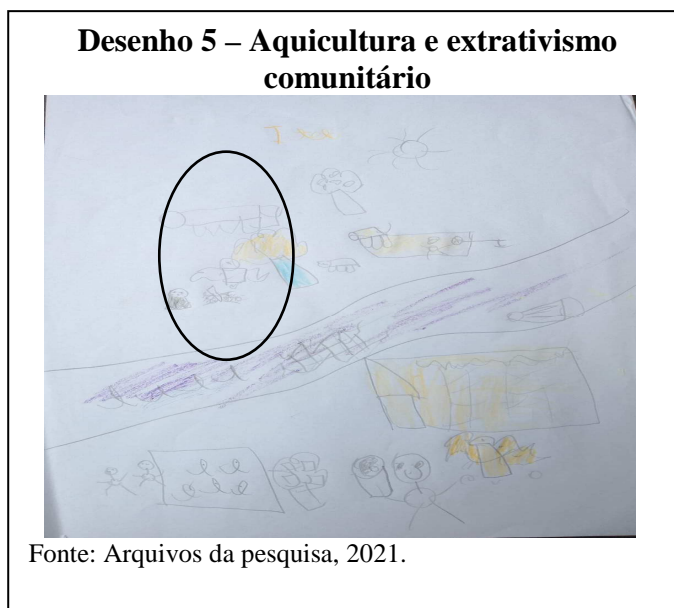 Desenho 5 – Aquicultura e extrativismo
comunitário
Fonte: Arquivos da pesquisa, 2021.